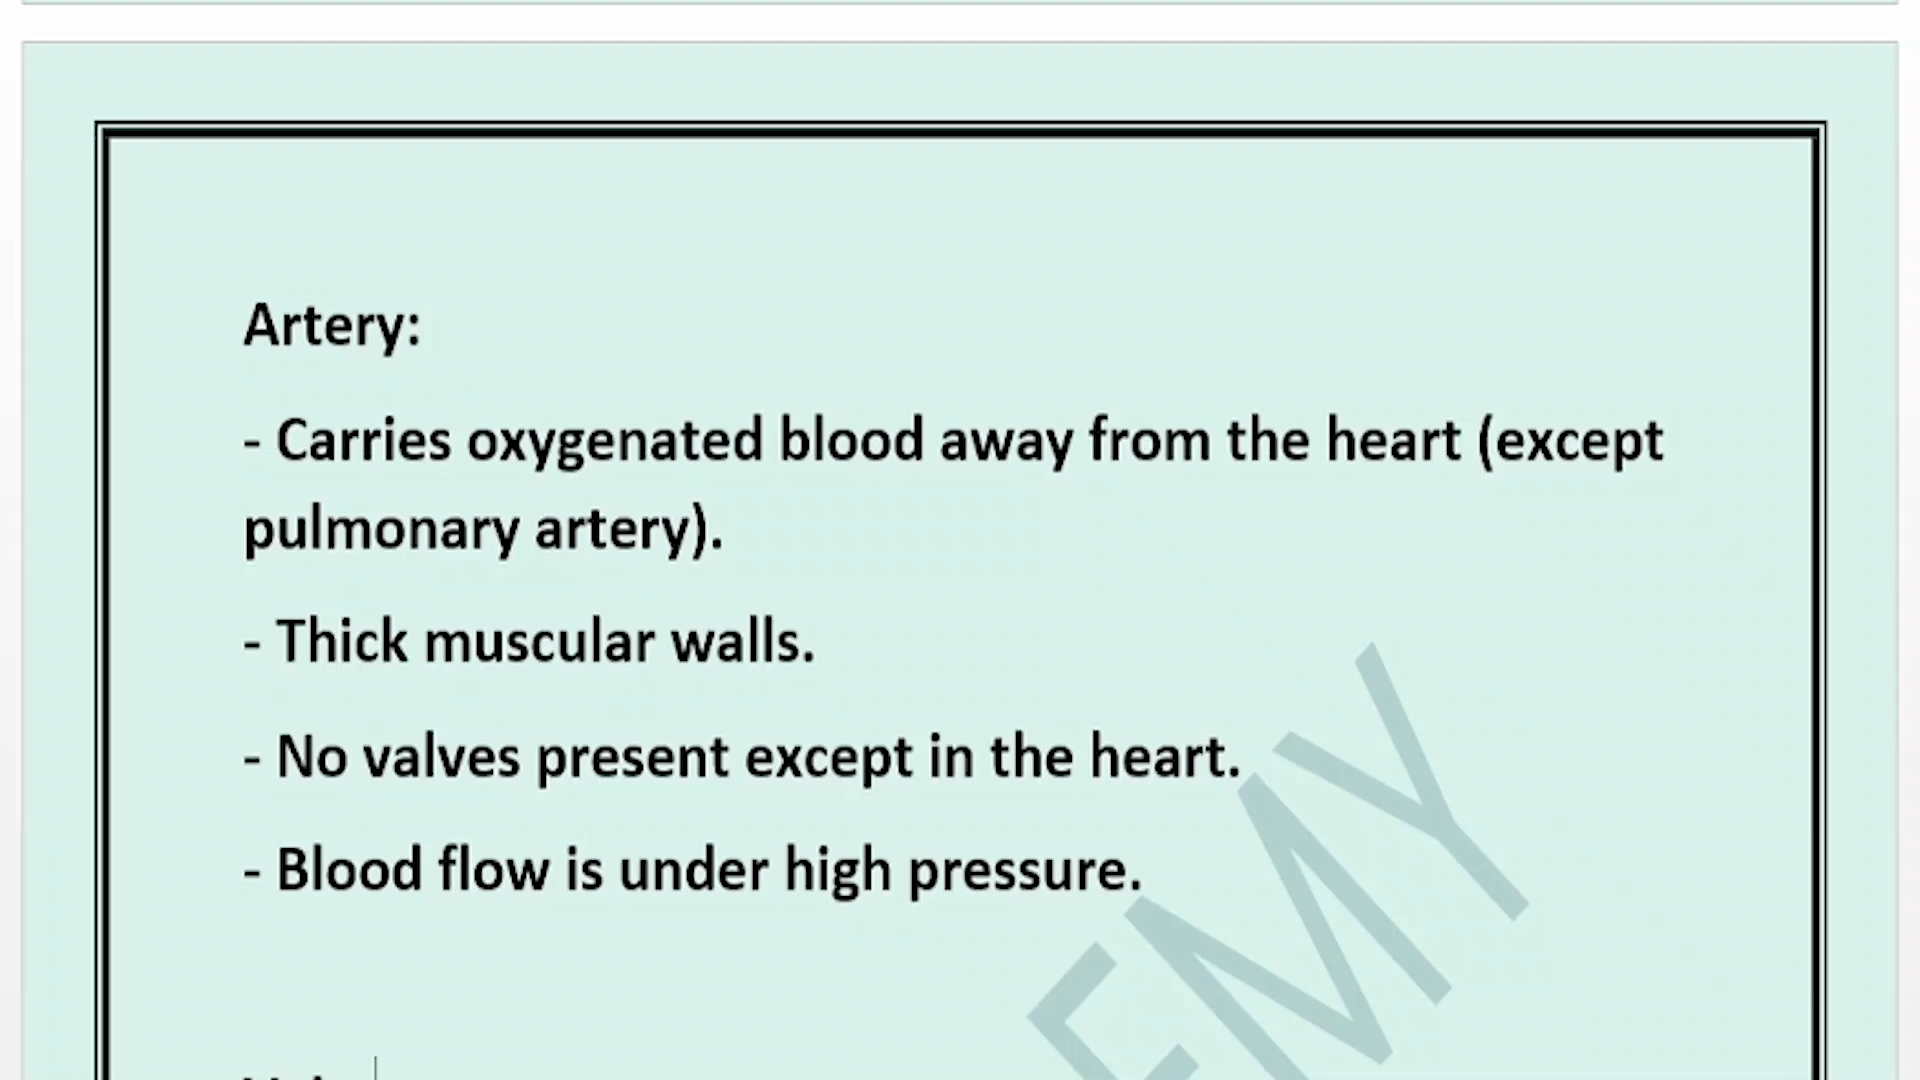 Artery:
- Carries oxygenated blood away from the heart (except
pulmonary artery).
- Thick muscular walls.
- No valves present except in the heart.
- Blood flow is under high pressure.
EMY